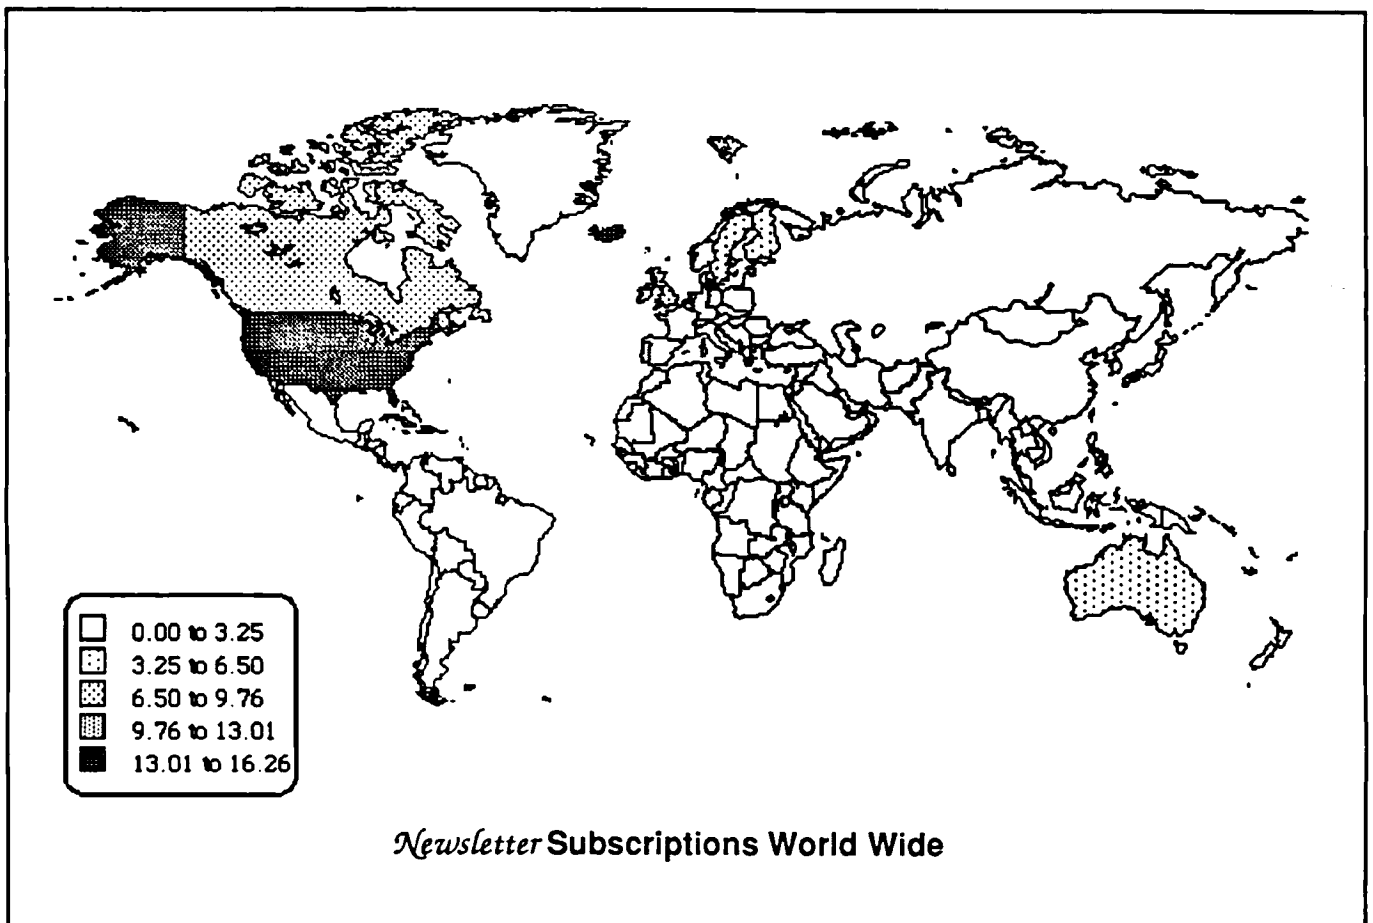 0.00 to 3.25
3.25 to 6.50
6.50 to 9.76
9.76 to 13.01
13.01 to 16.26
Newsletter Subscriptions World Wide